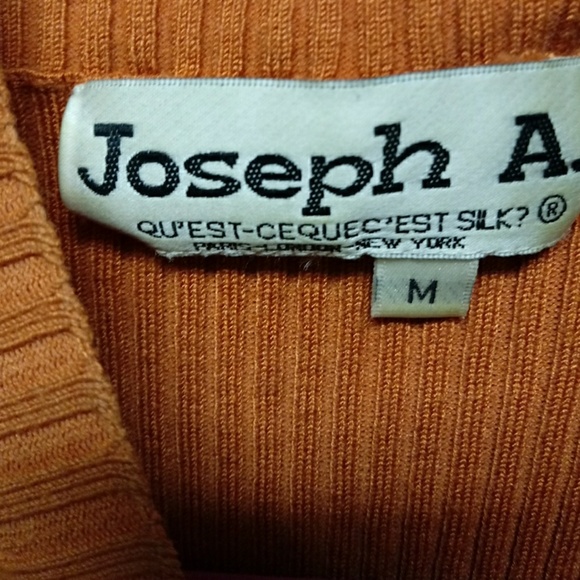 Joseph A.
QU'EST-CEQUEC'EST SILK? ®
PARIS-LONDON-NEW YORK
M